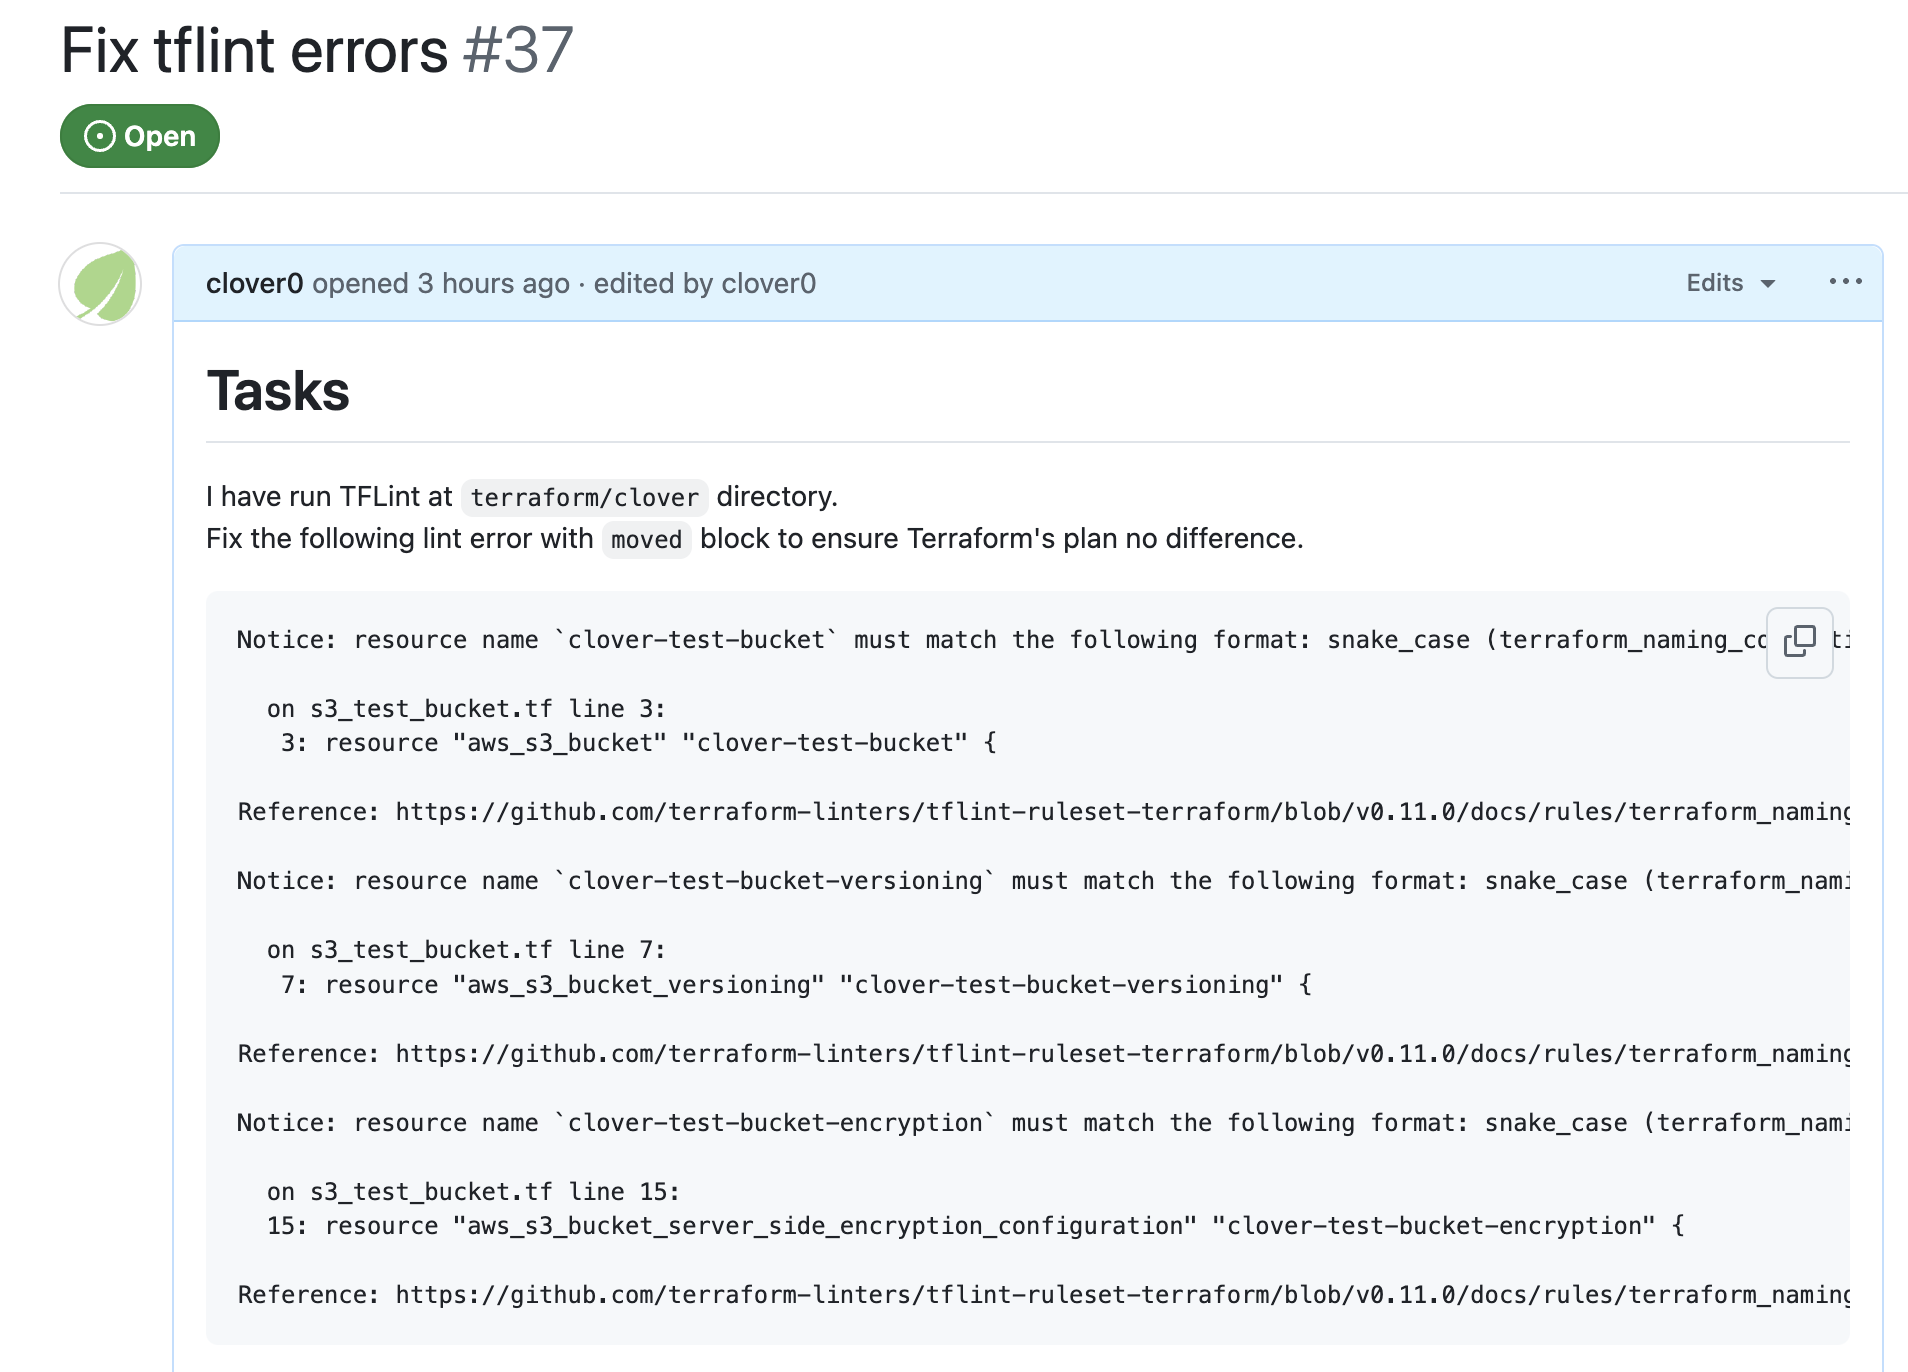 Fix tflint errors #37
Open
clover0 opened 3 hours ago · edited by clover0 Edits
Tasks
I have run TFLint at terraform/clover directory.
Fix the following lint error with moved block to ensure Terraform's plan no difference.
Notice: resource name `clover-test-bucket` must match the following format: snake_case
on s3_test_bucket.tf line 3:
3: resource "aws_s3_bucket" "clover-test-bucket" {
Reference: https://github.com/terraform-linters/tflint-ruleset-terraform/blob/v0.11.0/docs/rules/terraform_naming
Notice: resource name `clover-test-bucket-versioning` must match the following format: snake_case (terraform_nami
on s3_test_bucket.tf line 7:
7: resource "aws_s3_bucket_versioning" "clover-test-bucket-versioning" {
Reference: https://github.com/terraform-linters/tflint-ruleset-terraform/blob/v0.11.0/docs/rules/terraform_naming
Notice: resource name `clover-test-bucket-encryption` must match the following format: snake_case (terraform_nami
on s3_test_bucket.tf line 15:
15: resource "aws_s3_bucket_server_side_encryption_configuration" "clover-test-bucket-encryption" {
Reference: https://github.com/terraform-linters/tflint-ruleset-terraform/blob/v0.11.0/docs/rules/terraform_naming